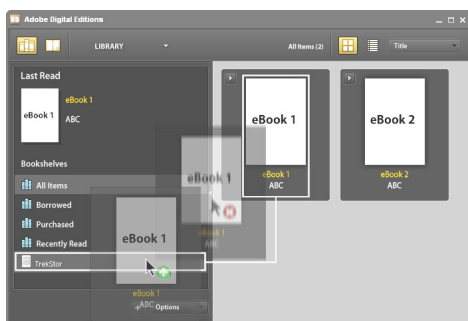 Adobe Digital Editions
LIBRARY
All Items (2)
Title
Last Read
eBook 1
eBook 1
ABC
Bookshelves
All Items
Borrowed
Purchased
Recently Read
TrekStor
eBook 1
eBook 1
ABC
eBook 2
eBook 2
ABC
eBook 1
eBook 1
ABC
eBook 1
eBook 1
ABC
+ Options